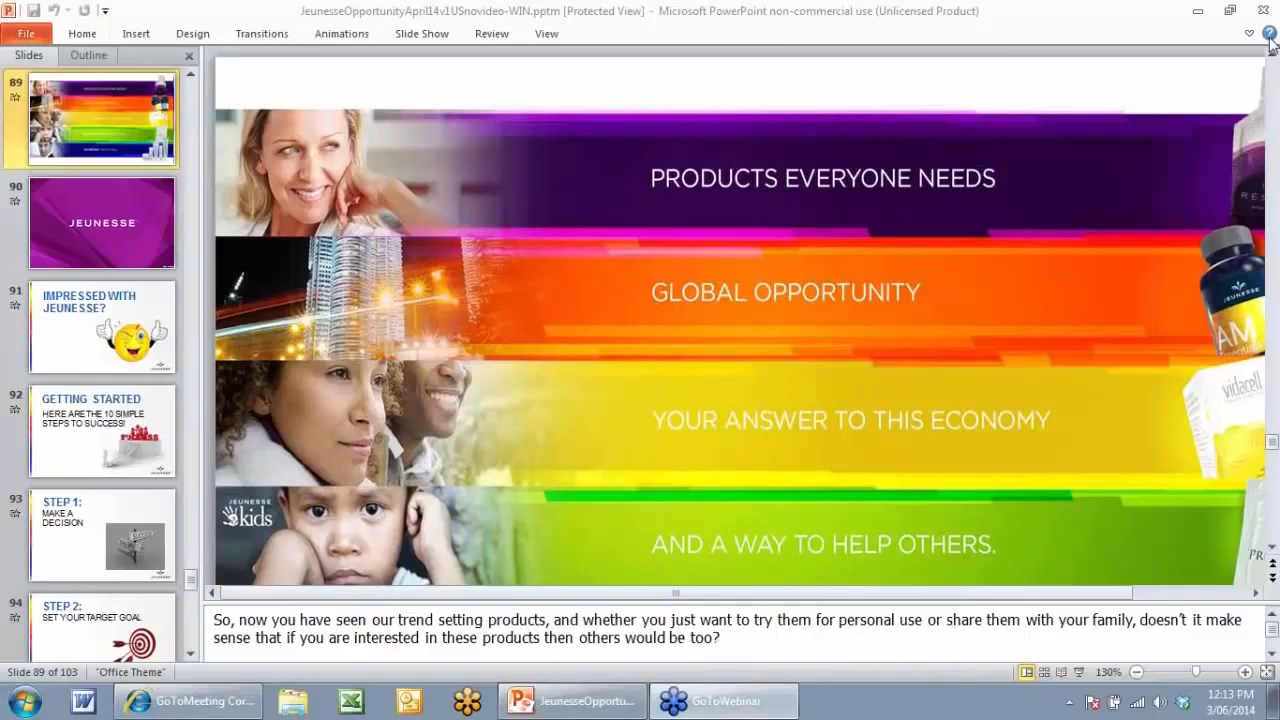 JeunesseOpportunityApril14v1USnovideo-WIN.pptm [Protected View] - Microsoft PowerPoint non-commercial use (Unlicensed Product)
File Home Insert Design Transitions Animations Slide Show Review View
Slides Outline
89
90
JEUNESSE
91
IMPRESSED WITH
JEUNESSE?
92
GETTING STARTED
HERE ARE THE 10 SIMPLE
STEPS TO SUCCESS!
93
STEP 1:
MAKE A
DECISION
94
STEP 2:
SET YOUR TARGET GOAL
PRODUCTS EVERYONE NEEDS
GLOBAL OPPORTUNITY
JEUNESSE
AM
YOUR ANSWER TO THIS ECONOMY
vidacell
JEUNESSE
kids
AND A WAY TO HELP OTHERS.
So, now you have seen our trend setting products, and whether you just want to try them for personal use or share them with your family, doesn't it make
sense that if you are interested in these products then others would be too?
Slide 89 of 103 "Office Theme" 130%
GoToMeeting Cor... JeunesseOpportu... GoToWebinar
12:13 PM
3/06/2014